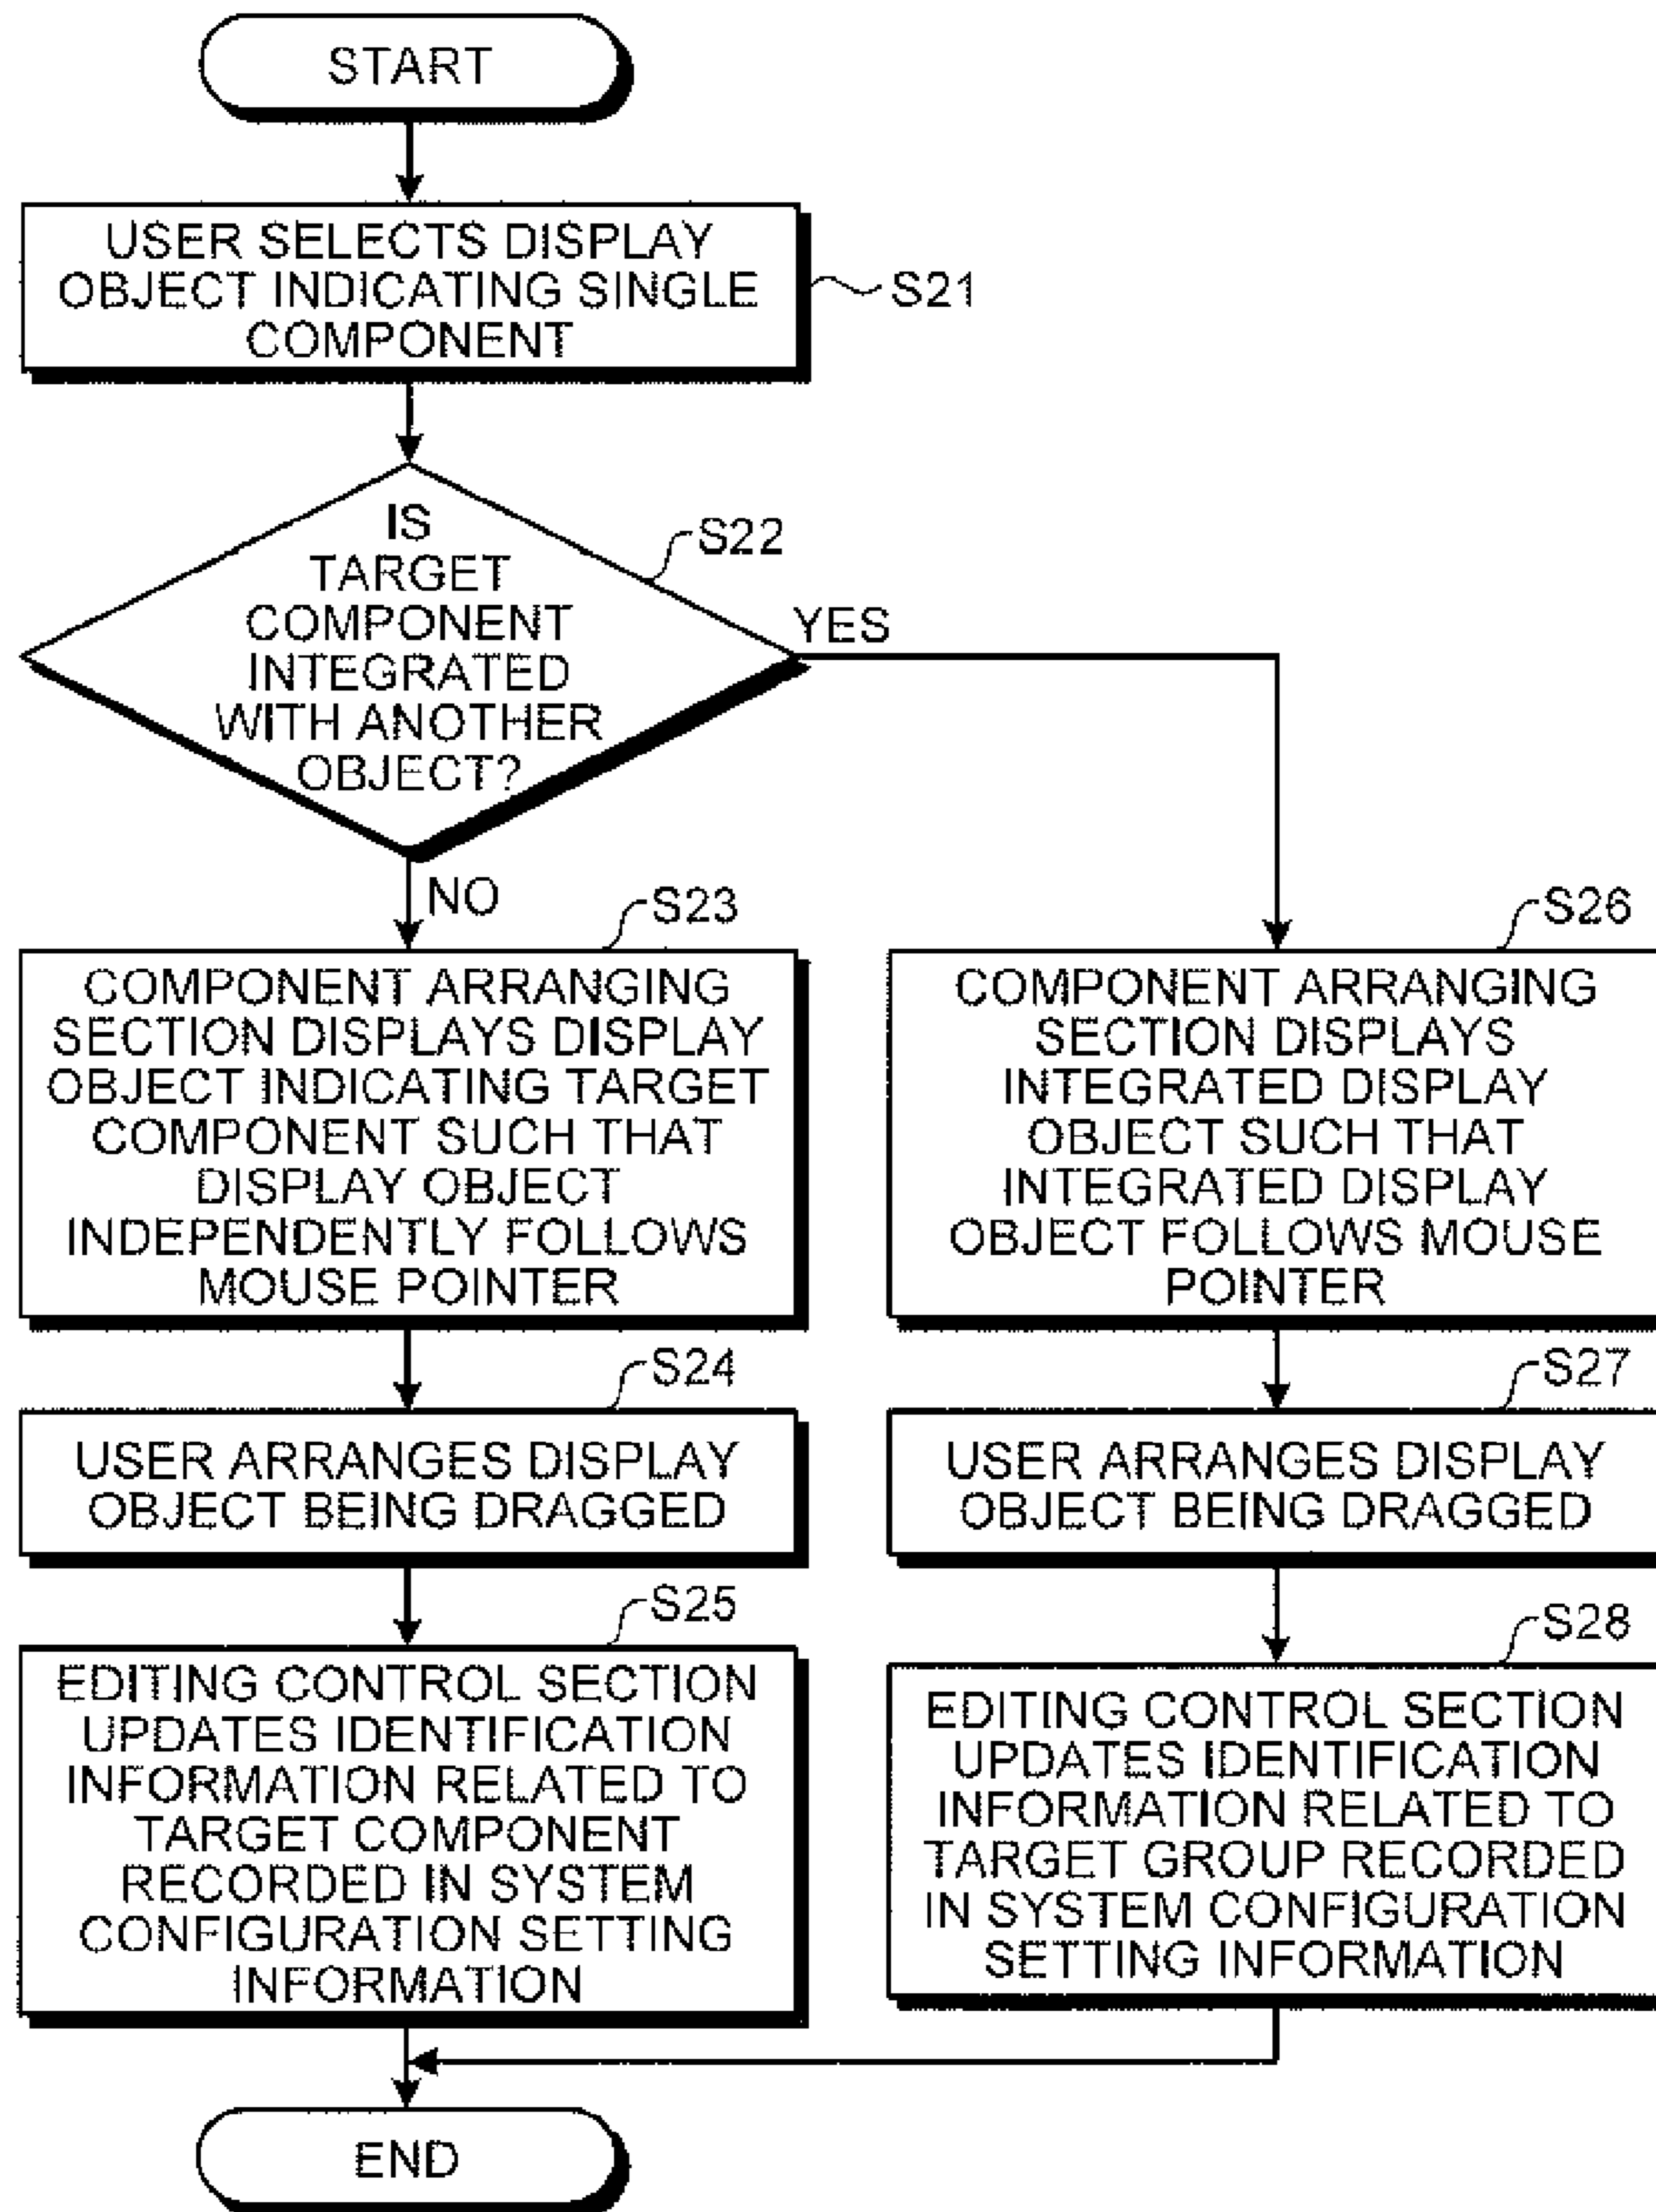 START
USER SELECTS DISPLAY
OBJECT INDICATING SINGLE
COMPONENT
S21
IS
TARGET
COMPONENT
INTEGRATED
WITH ANOTHER
OBJECT?
S22
YES
NO
S23
COMPONENT ARRANGING
SECTION DISPLAYS DISPLAY
OBJECT INDICATING TARGET
COMPONENT SUCH THAT
DISPLAY OBJECT
INDEPENDENTLY FOLLOWS
MOUSE POINTER
S24
USER ARRANGES DISPLAY
OBJECT BEING DRAGGED
S25
EDITING CONTROL SECTION
UPDATES IDENTIFICATION
INFORMATION RELATED TO
TARGET COMPONENT
RECORDED IN SYSTEM
CONFIGURATION SETTING
INFORMATION
S26
COMPONENT ARRANGING
SECTION DISPLAYS
INTEGRATED DISPLAY
OBJECT SUCH THAT
INTEGRATED DISPLAY
OBJECT FOLLOWS MOUSE
POINTER
S27
USER ARRANGES DISPLAY
OBJECT BEING DRAGGED
S28
EDITING CONTROL SECTION
UPDATES IDENTIFICATION
INFORMATION RELATED TO
TARGET GROUP RECORDED
IN SYSTEM CONFIGURATION
SETTING INFORMATION
END